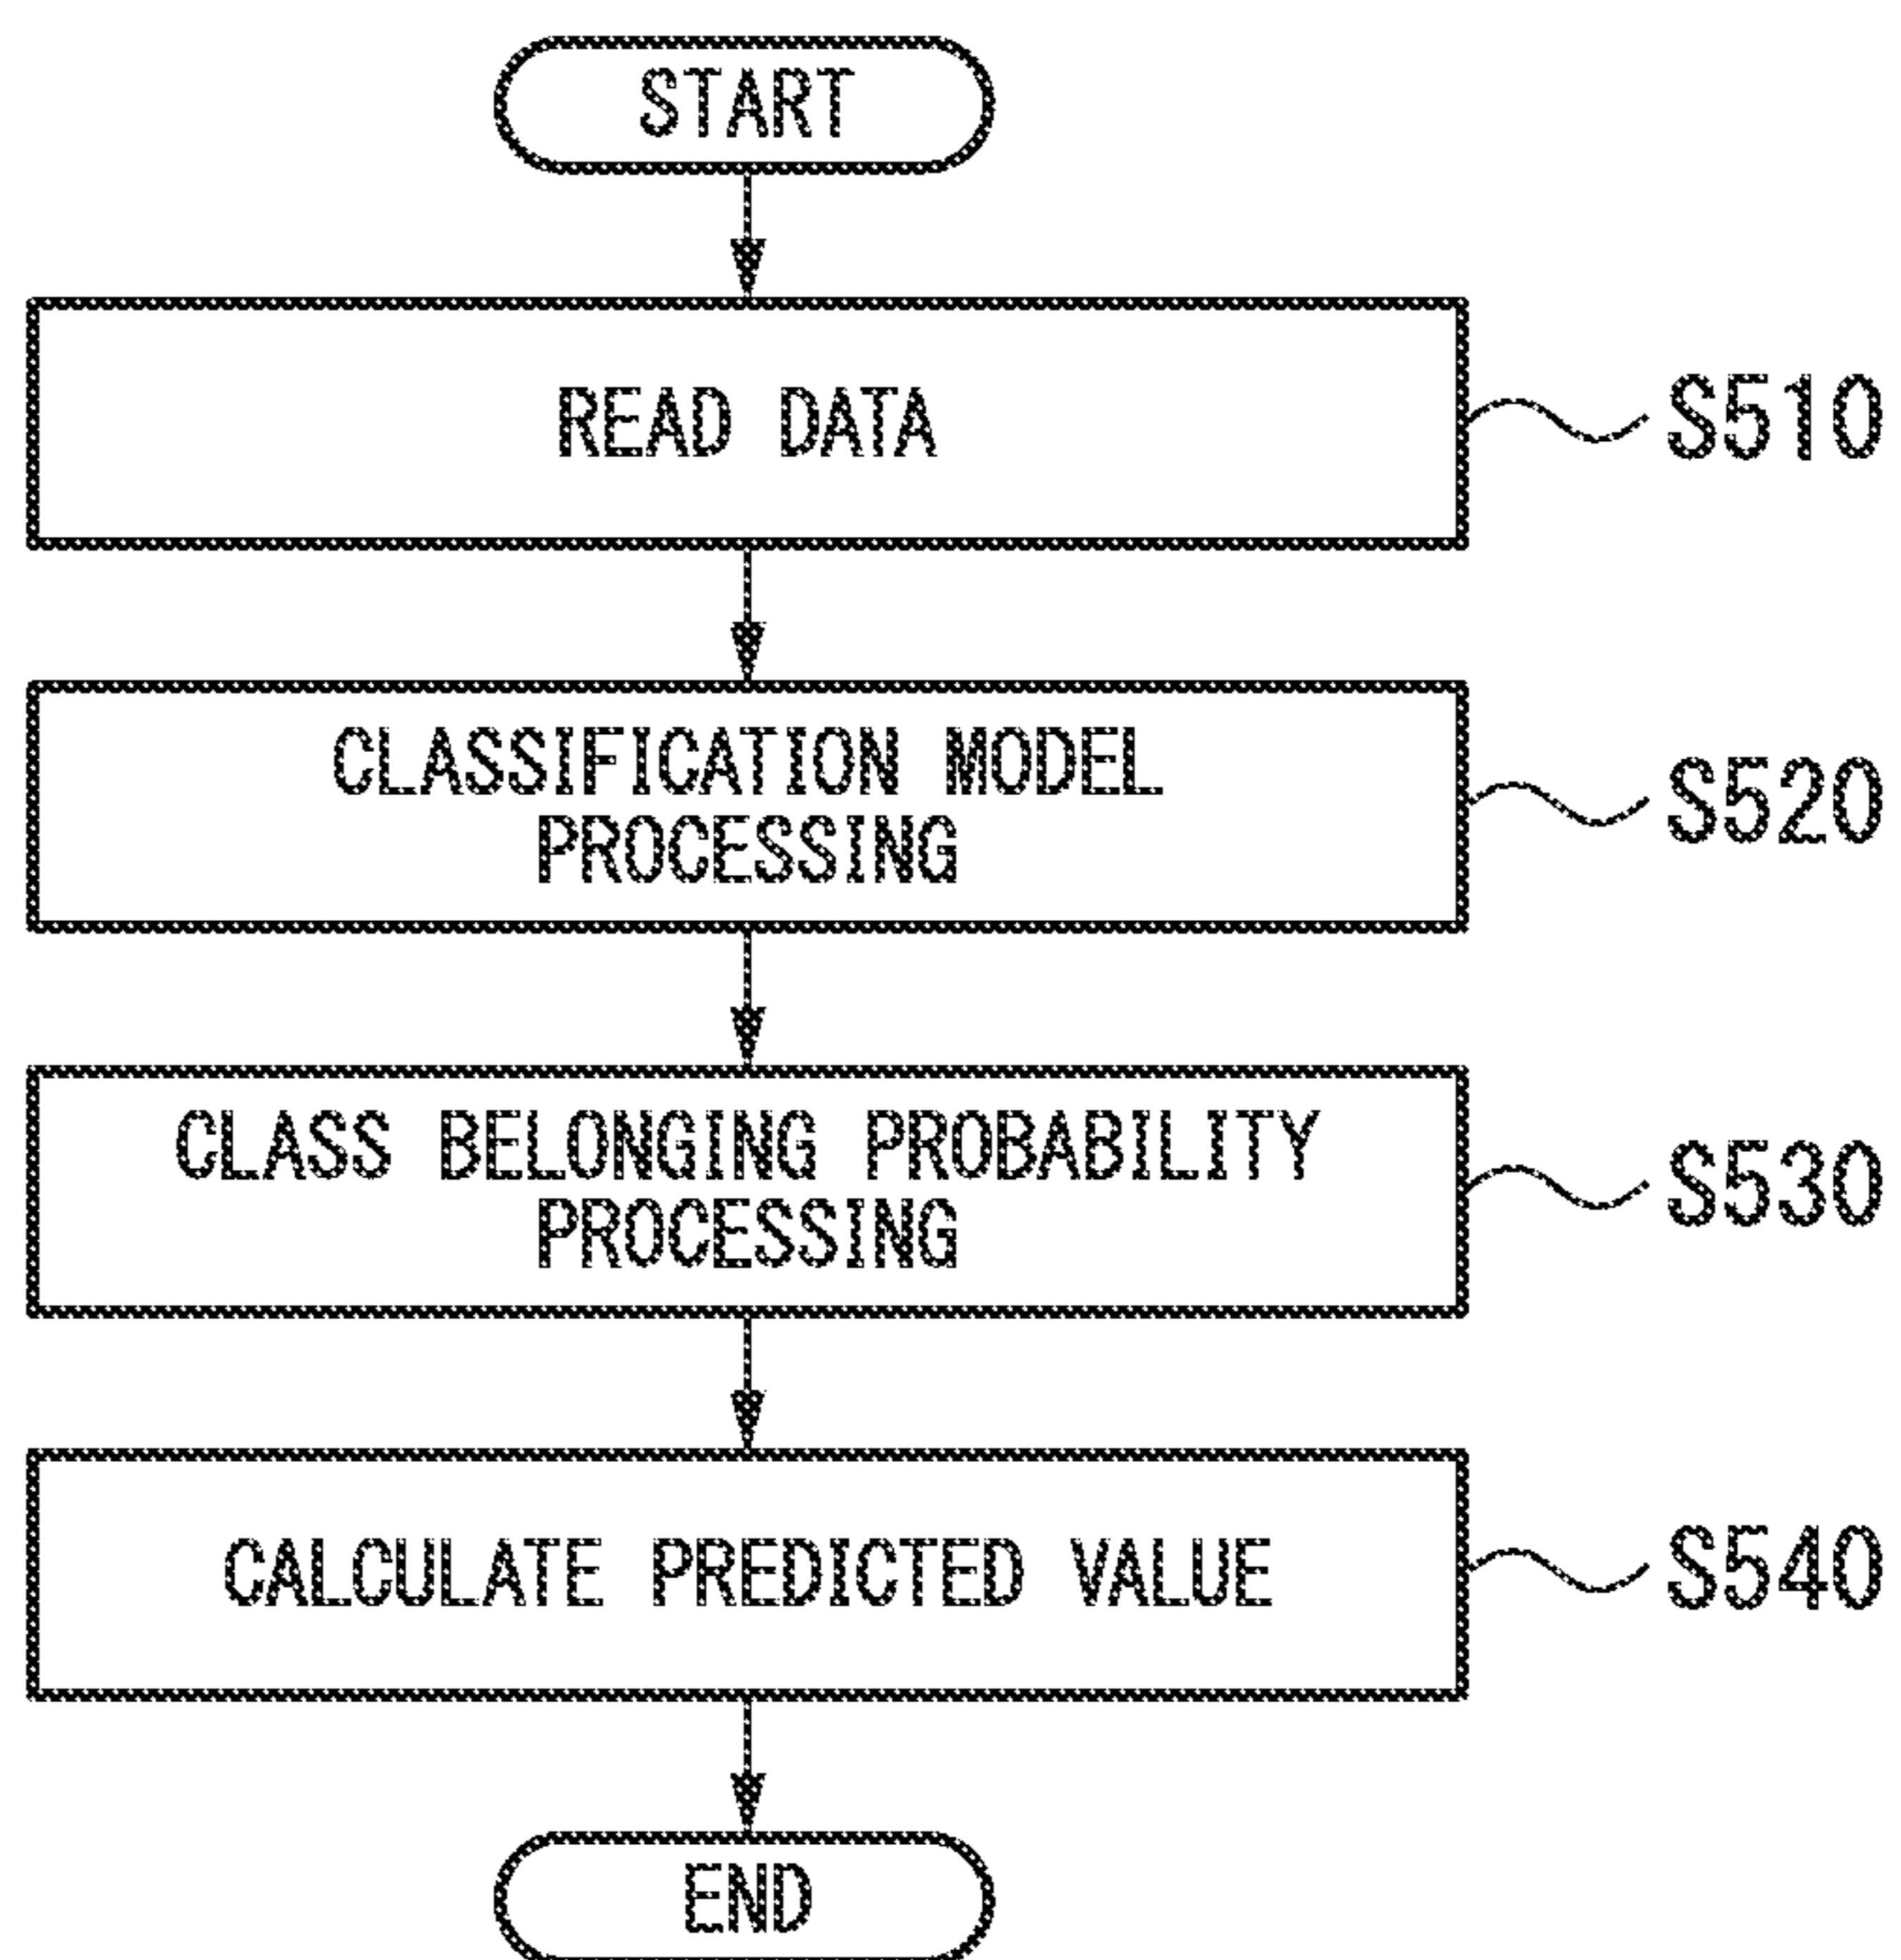 START
READ DATA
S510
CLASSIFICATION MODEL
PROCESSING
S520
CLASS BELONGING PROBABILITY
PROCESSING
S530
CALCULATE PREDICTED VALUE
S540
END